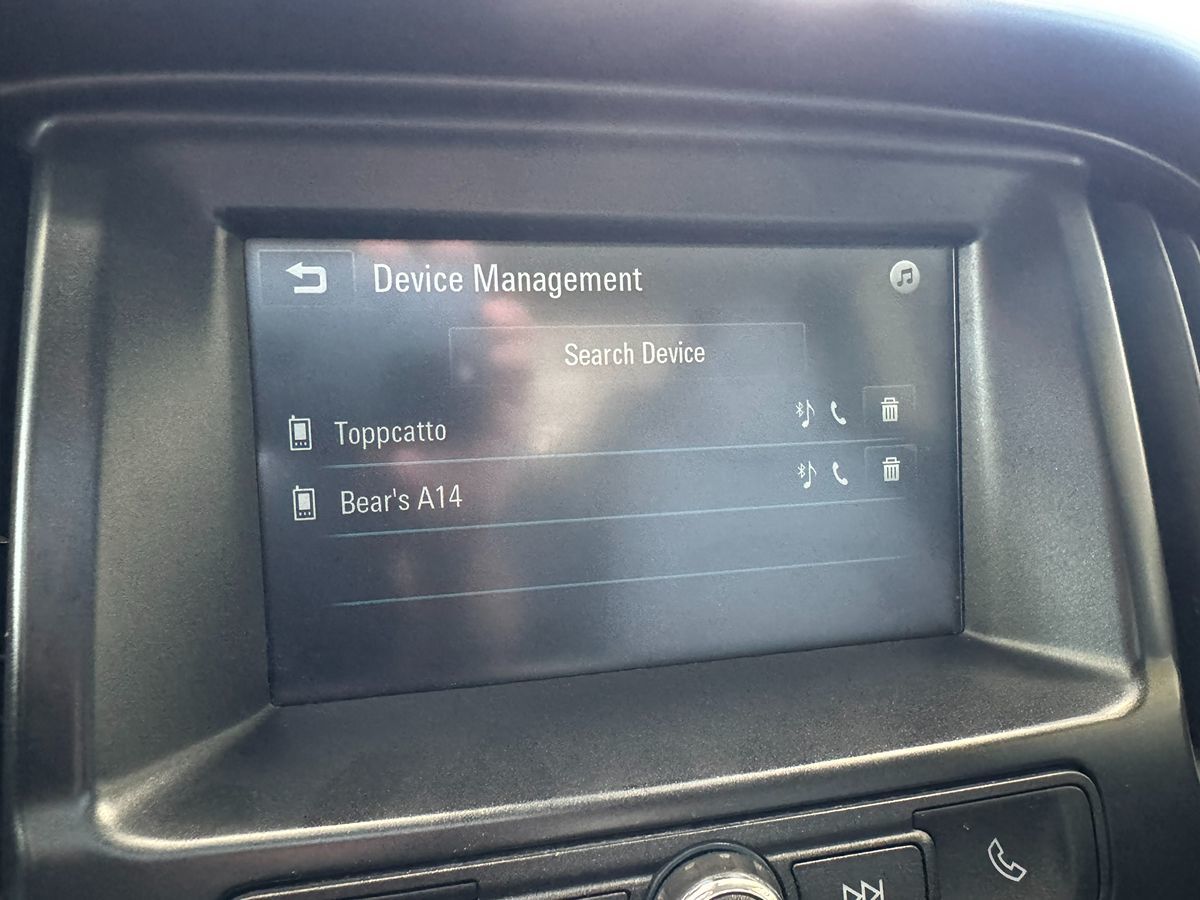 Device Management
Search Device
Toppcatto
Bear's A14